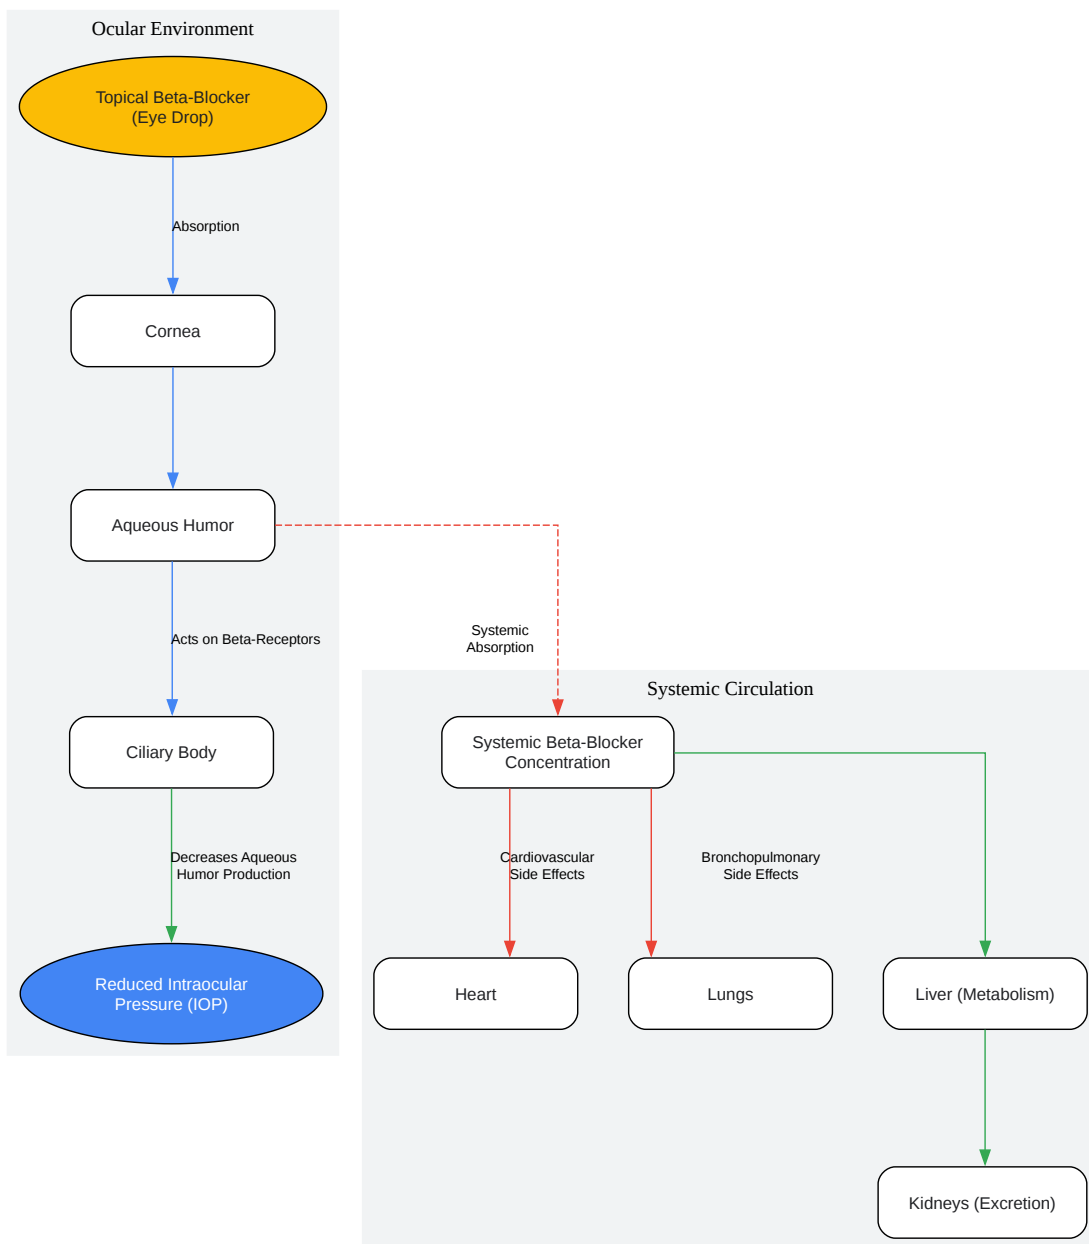 Ocular Environment
Topical Beta-Blocker
(Eye Drop)
Absorption
Cornea
Aqueous Humor
Acts on Beta-Receptors
Systemic
Absorption
Systemic Circulation
Ciliary Body
Systemic Beta-Blocker
Concentration
Decreases Aqueous
Humor Production
Cardiovascular
Side Effects
Bronchopulmonary
Side Effects
Reduced Intraocular
Pressure (IOP)
Heart
Lungs
Liver (Metabolism)
Kidneys (Excretion)